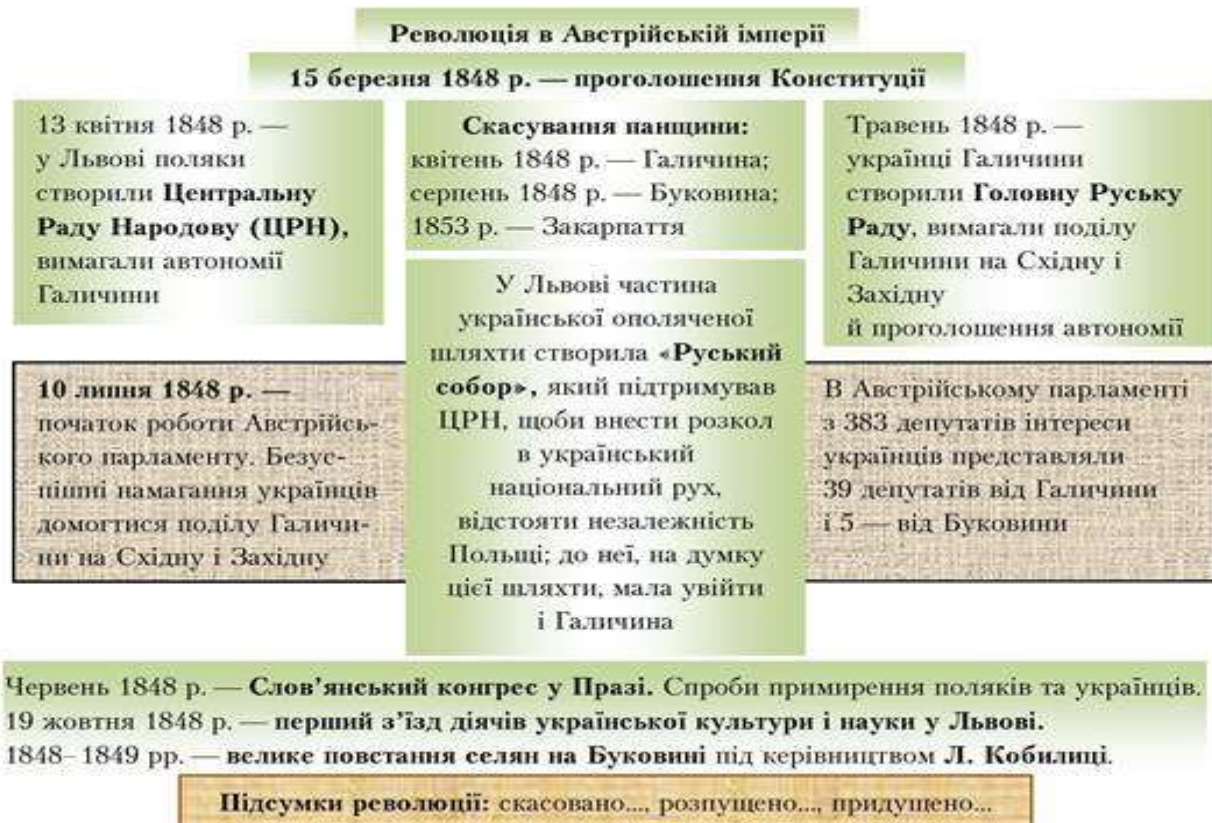 Революція в Австрійській імперії
15 березня 1848 р. — проголошення Конституції
13 квітня 1848 р. —
у Львові поляки
створили Центральну
Раду Народову (ЦРН),
вимагали автономії
Галичини
Скасування панщини:
квітень 1848 р. — Галичина;
серпень 1848 р. — Буковина;
1853 р. — Закарпаття
Травень 1848 р. —
українці Галичини
створили Головну Руську
Раду, вимагали поділу
Галичини на Східну і
Західну
й проголошення автономії
У Львові частина
української ополяченої
шляхти створила «Руський
собор», який підтримував
ЦРН, щоби внести розкол
в український
національний рух,
відстояти незалежність
Польщі; до неї, на думку
цієї шляхти, мала увійти
і Галичина
10 липня 1848 р. —
початок роботи Австрійсь-
кого парламенту. Безус-
пішні намагання українців
домогтися поділу Галичи-
ни на Східну і Західну
В Австрійському парламенті
з 383 депутатів інтереси
українців представляли
39 депутатів від Галичини
і 5 — від Буковини
Червень 1848 р. — Слов’янський конгрес у Празі. Спроби примирення поляків та українців.
19 жовтня 1848 р. — перший з’їзд діячів української культури і науки у Львові.
1848–1849 рр. — велике повстання селян на Буковині під керівництвом Л. Кобилиці.
Підсумки революції: скасовано..., розпущено..., придушено...